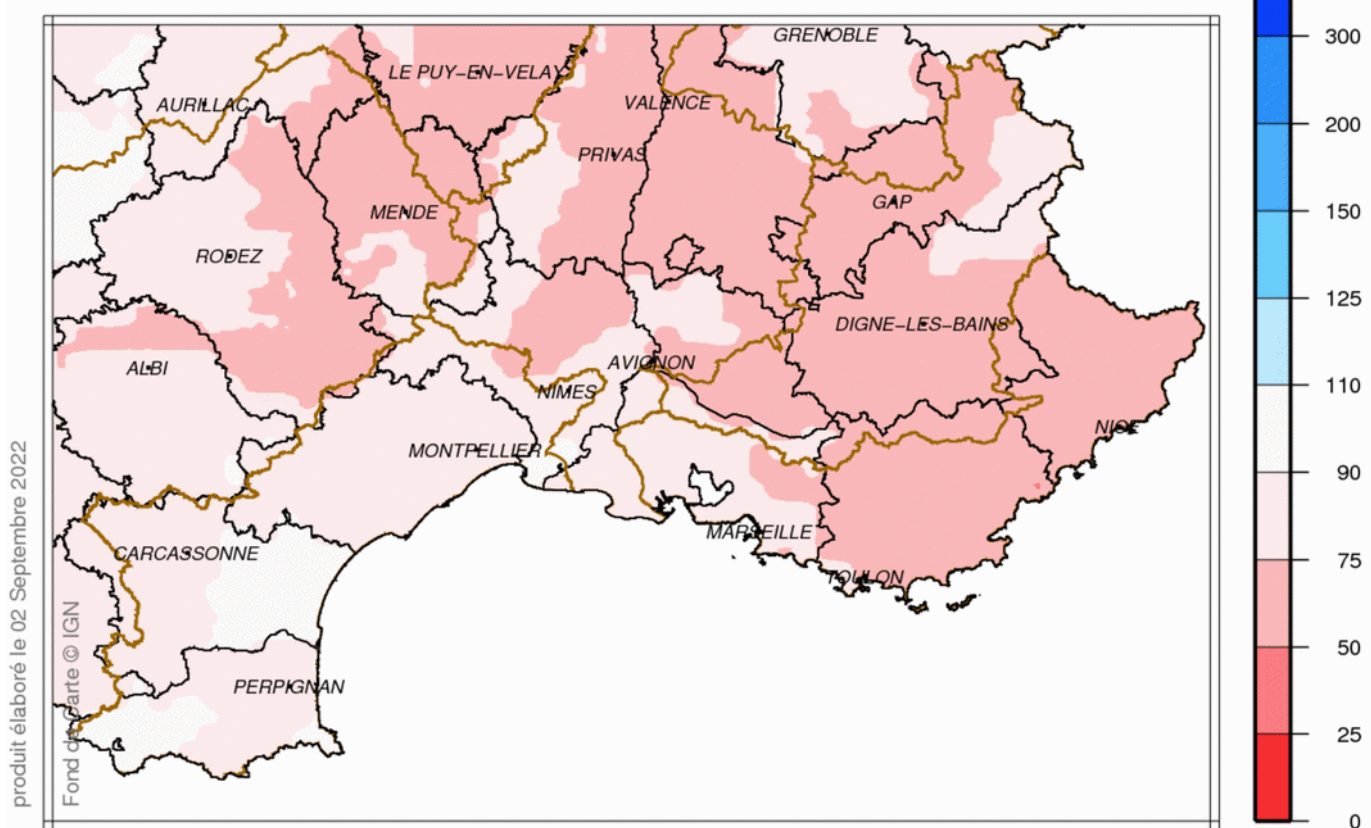 GRENOBLE
LE PUY-EN-VELAY
AURILLAC
VALENCE
PRIVAS
MENDE
GAP
RODEZ
DIGNE-LES-BAINS
AVIGNON
ALBI
NIMES
NICE
MONTPELLIER
MARSEILLE
CARCASSONNE
TOULON
PERPIGNAN
300
200
150
125
110
90
75
50
25
0
produit élaboré le 02 Septembre 2022
Fond de Carte © IGN